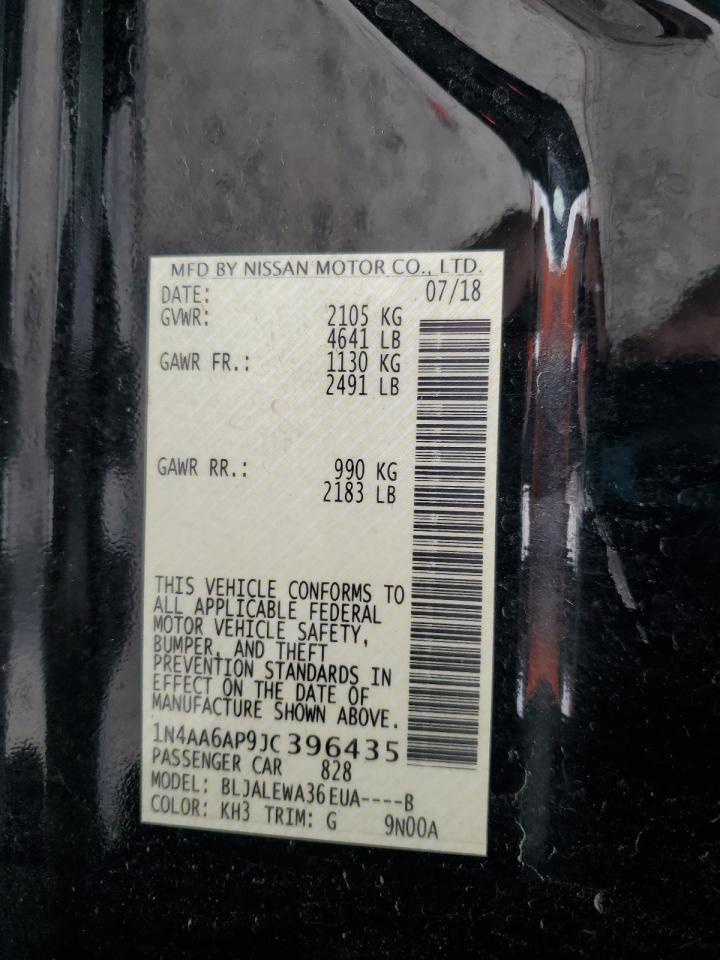 MFD BY NISSAN MOTOR CO., LTD.
DATE: 07/18
GVWR: 2105 KG
4641 LB
GAWR FR.: 1130 KG
2491 LB
GAWR RR.: 990 KG
2183 LB
THIS VEHICLE CONFORMS TO
ALL APPLICABLE FEDERAL
MOTOR VEHICLE SAFETY,
BUMPER, AND THEFT
PREVENTION STANDARDS IN
EFFECT ON THE DATE OF
MANUFACTURE SHOWN ABOVE.
1N4AA6AP9JC396435
PASSENGER CAR 828
MODEL: BLJALEWA36EUA----B
COLOR: KH3 TRIM: G 9N00A